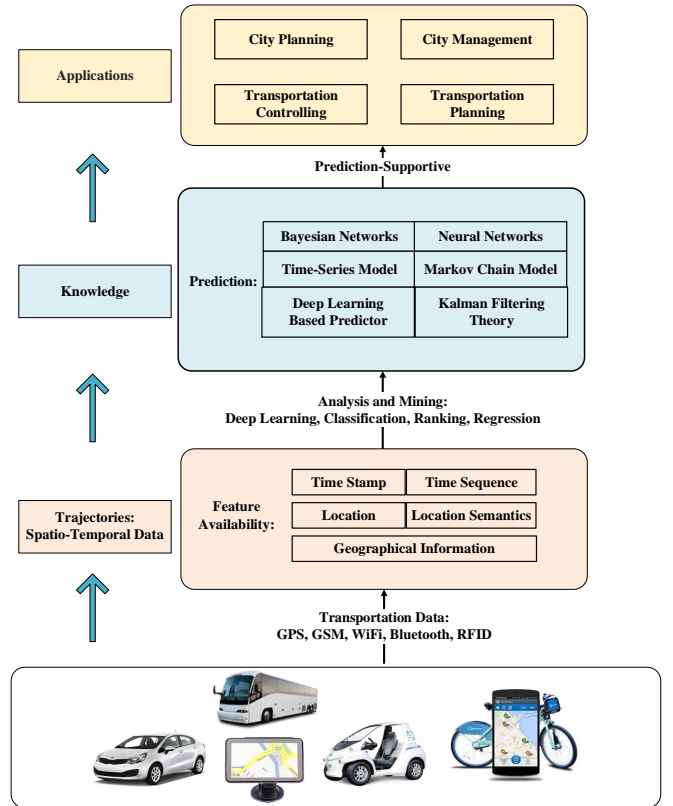 City Planning
City Management
Applications
Transportation
Controlling
Transportation
Planning
Prediction-Supportive
Bayesian Networks
Neural Networks
Prediction:
Time-Series Model
Markov Chain Model
Knowledge
Deep Learning
Based Predictor
Kalman Filtering
Theory
Analysis and Mining:
Deep Learning, Classification, Ranking, Regression
Time Stamp
Time Sequence
Feature
Availability:
Location
Location Semantics
Trajectories:
Spatio-Temporal Data
Geographical Information
Transportation Data:
GPS, GSM, WiFi, Bluetooth, RFID